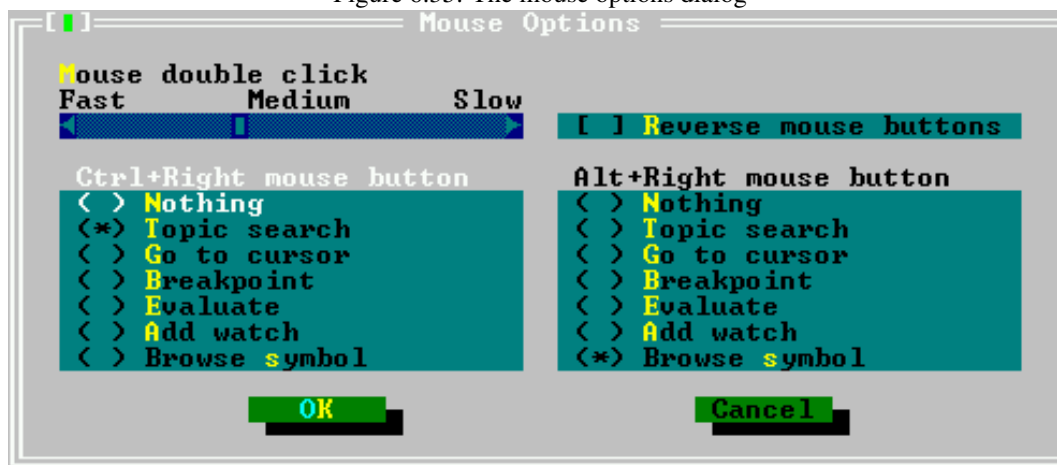 Figure 6.33: The mouse options dialog
[ ] Mouse Options
Mouse double click
Fast Medium Slow
[ ] Reverse mouse buttons
Ctrl+Right mouse button
( ) Nothing
(*) Topic search
( ) Go to cursor
( ) Breakpoint
( ) Evaluate
( ) Add watch
( ) Browse symbol
Alt+Right mouse button
( ) Nothing
( ) Topic search
( ) Go to cursor
( ) Breakpoint
( ) Evaluate
( ) Add watch
(*) Browse symbol
OK
Cancel